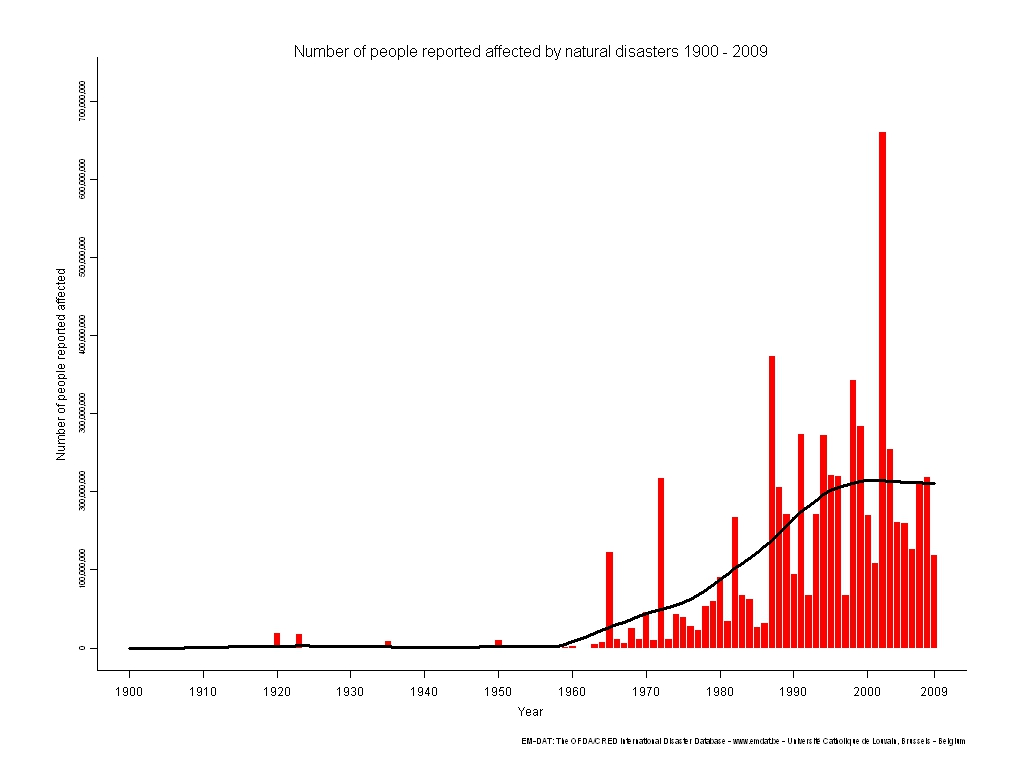 Number of people reported affected by natural disasters 1900 - 2009
Number of people reported affected
700,000,000
600,000,000
500,000,000
400,000,000
300,000,000
200,000,000
100,000,000
0
1900 1910 1920 1930 1940 1950 1960 1970 1980 1990 2000 2009
Year
EM-DAT: The OFDA/CRED International Disaster Database - www.emdat.be - Université Catholique de Louvain, Brussels - Belgium